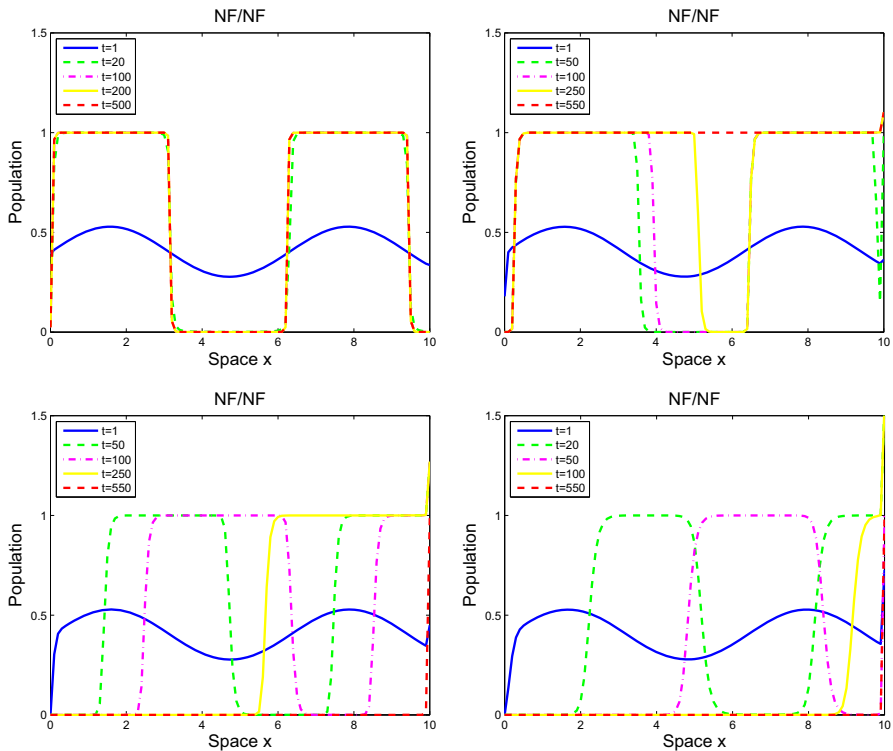 NF/NF
1.5
1
0.5
0
Population
t=1
t=20
t=100
t=200
t=500
0 2 4 6 8 10
Space x
NF/NF
1.5
1
0.5
0
Population
t=1
t=50
t=100
t=250
t=550
0 2 4 6 8 10
Space x
NF/NF
1.5
1
0.5
0
Population
t=1
t=50
t=100
t=250
t=550
0 2 4 6 8 10
Space x
NF/NF
1.5
1
0.5
0
Population
t=1
t=20
t=50
t=100
t=550
0 2 4 6 8 10
Space x